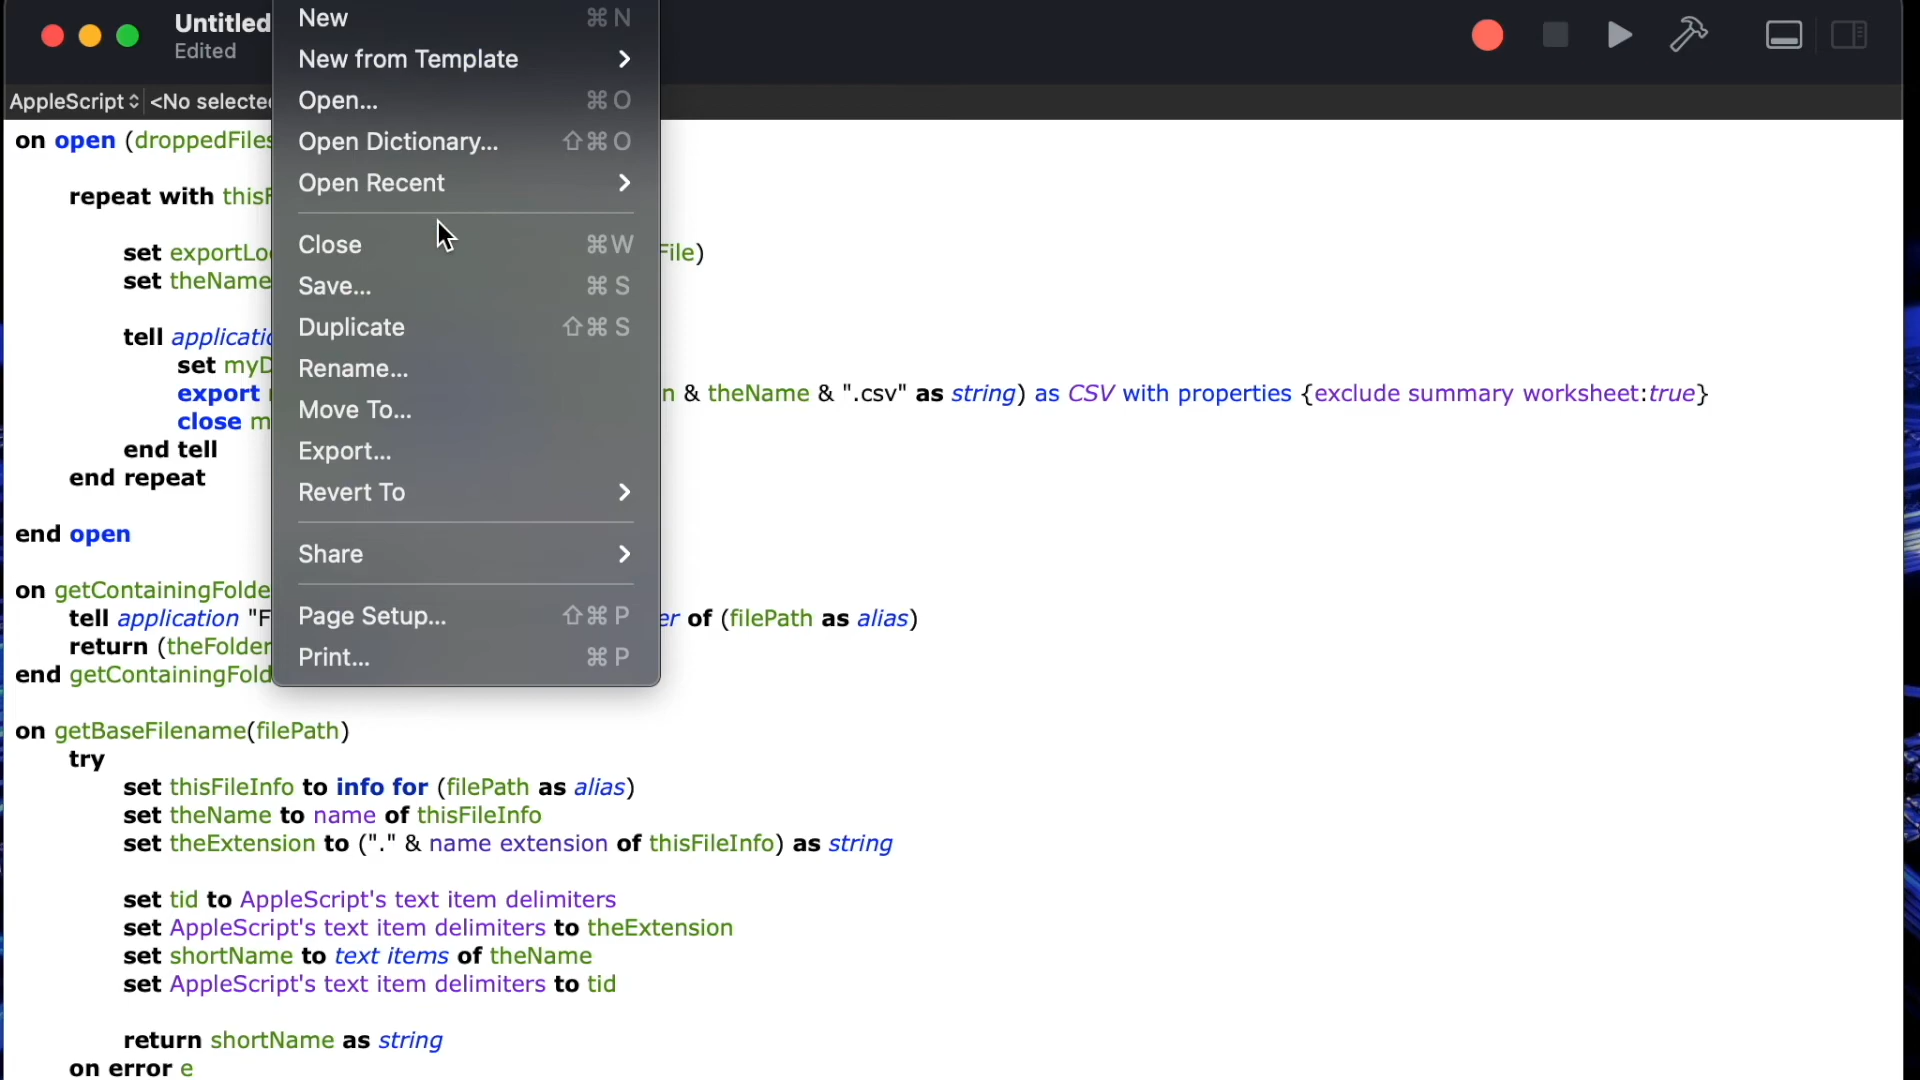 Untitled
Edited
AppleScript <No selected
New ⌘ N
New from Template
Open... ⌘ O
Open Dictionary... ⇧ ⌘ O
Open Recent
Close ⌘ W
Save... ⌘ S
Duplicate ⇧ ⌘ S
Rename...
Move To...
Export...
Revert To
Share
Page Setup... ⇧ ⌘ P
Print... ⌘ P
on open (droppedFiles
repeat with thisF
set exportLoc File)
set theName
tell applicatio
set myD
export n & theName & ".csv" as string) as CSV with properties {exclude summary worksheet:true}
close m
end tell
end repeat
end open
on getContainingFolde
tell application "F er of (filePath as alias)
return (theFolder
end getContainingFold
on getBaseFilename(filePath)
try
set thisFileInfo to info for (filePath as alias)
set theName to name of thisFileInfo
set theExtension to ("." & name extension of thisFileInfo) as string
set tid to AppleScript's text item delimiters
set AppleScript's text item delimiters to theExtension
set shortName to text items of theName
set AppleScript's text item delimiters to tid
return shortName as string
on error e